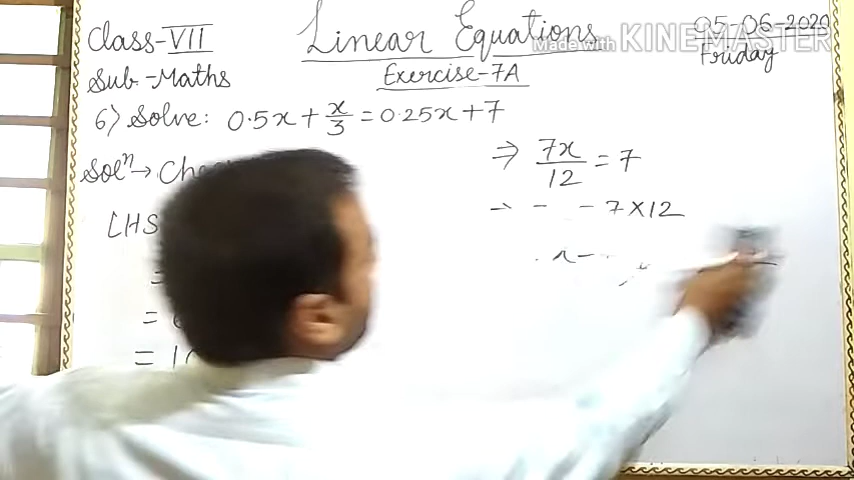 Class-VII
Linear Equations
05-06-2020
Made with KINEMASTER
Friday
Sub.-Maths
Exercise-7A
6) Solve: 0.5x + x/3 = 0.25x + 7
Solⁿ →
LHS
=
=
= 1
⇒ 7x/12 = 7
7×12